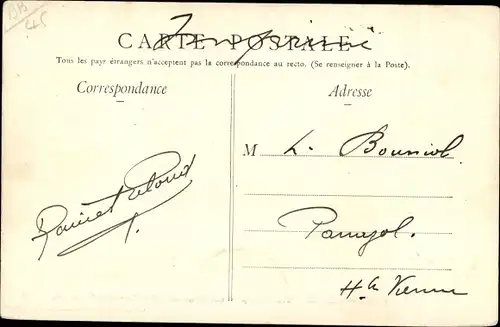 CARTE POSTALE
Tous les pays étrangers n'acceptent pas la correspondance au recto. (Se renseigner à la Poste).
Correspondance
Adresse
M L. Bouniol
Panazol.
Hte Vienne